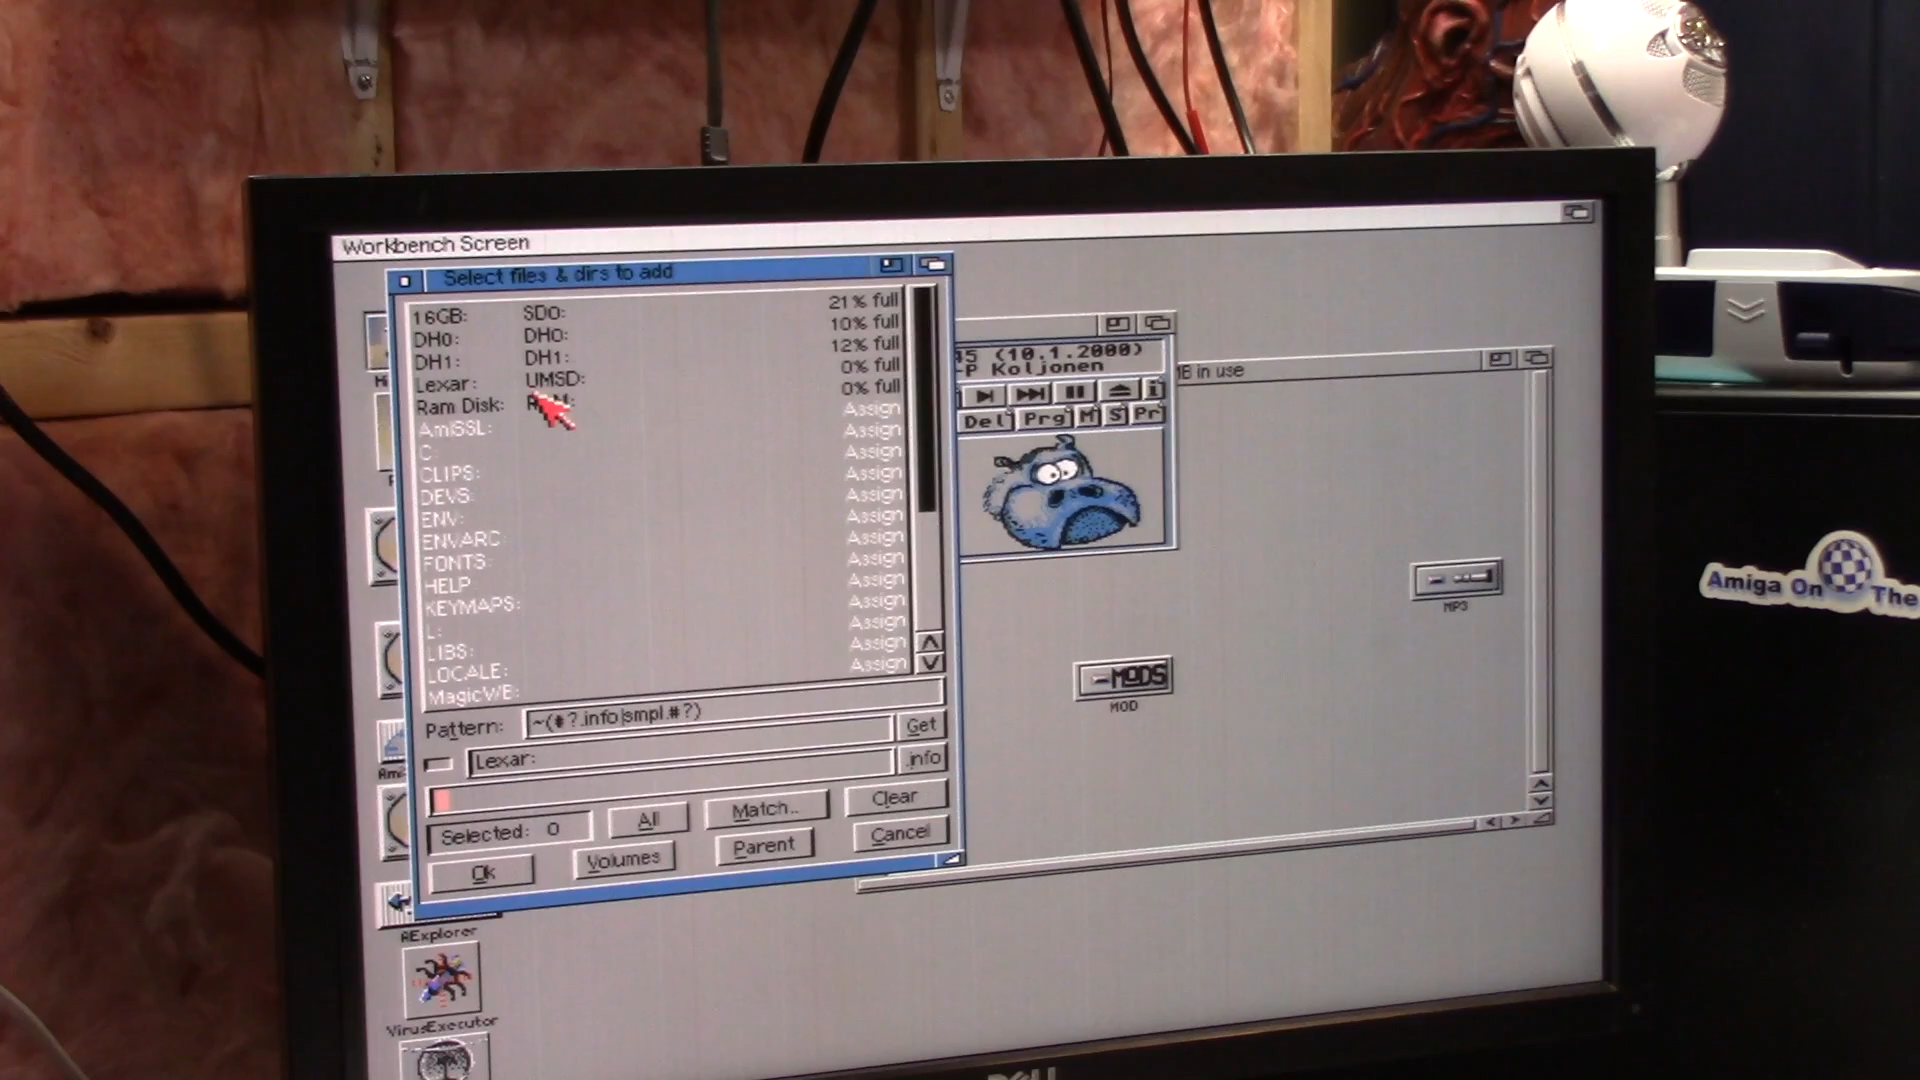 Workbench Screen
Select files & dirs to add
16GB: SD0: 21% full
DH0: DH0: 10% full
DH1: DH1: 12% full
Lexar: UMSD: 0% full
Ram Disk: 0% full
AmiSSL: Assign
C: Assign
CLIPS: Assign
DEVS: Assign
ENV: Assign
ENVARC: Assign
FONTS: Assign
HELP Assign
KEYMAPS: Assign
L: Assign
LIBS: Assign
LOCALE: Assign
MagicWB: Assign
Pattern: ~(#?.info|smpl.#?) Get
Lexar: .info
Selected: 0 All Match.. Clear
Ok Volumes Parent Cancel
45 (10.1.2000)
-P Koljonen
i
Del Prg M S Pr
MB in use
MP3
MODS
MOD
AExplorer
VirusExecutor
Amiga On The
DELL